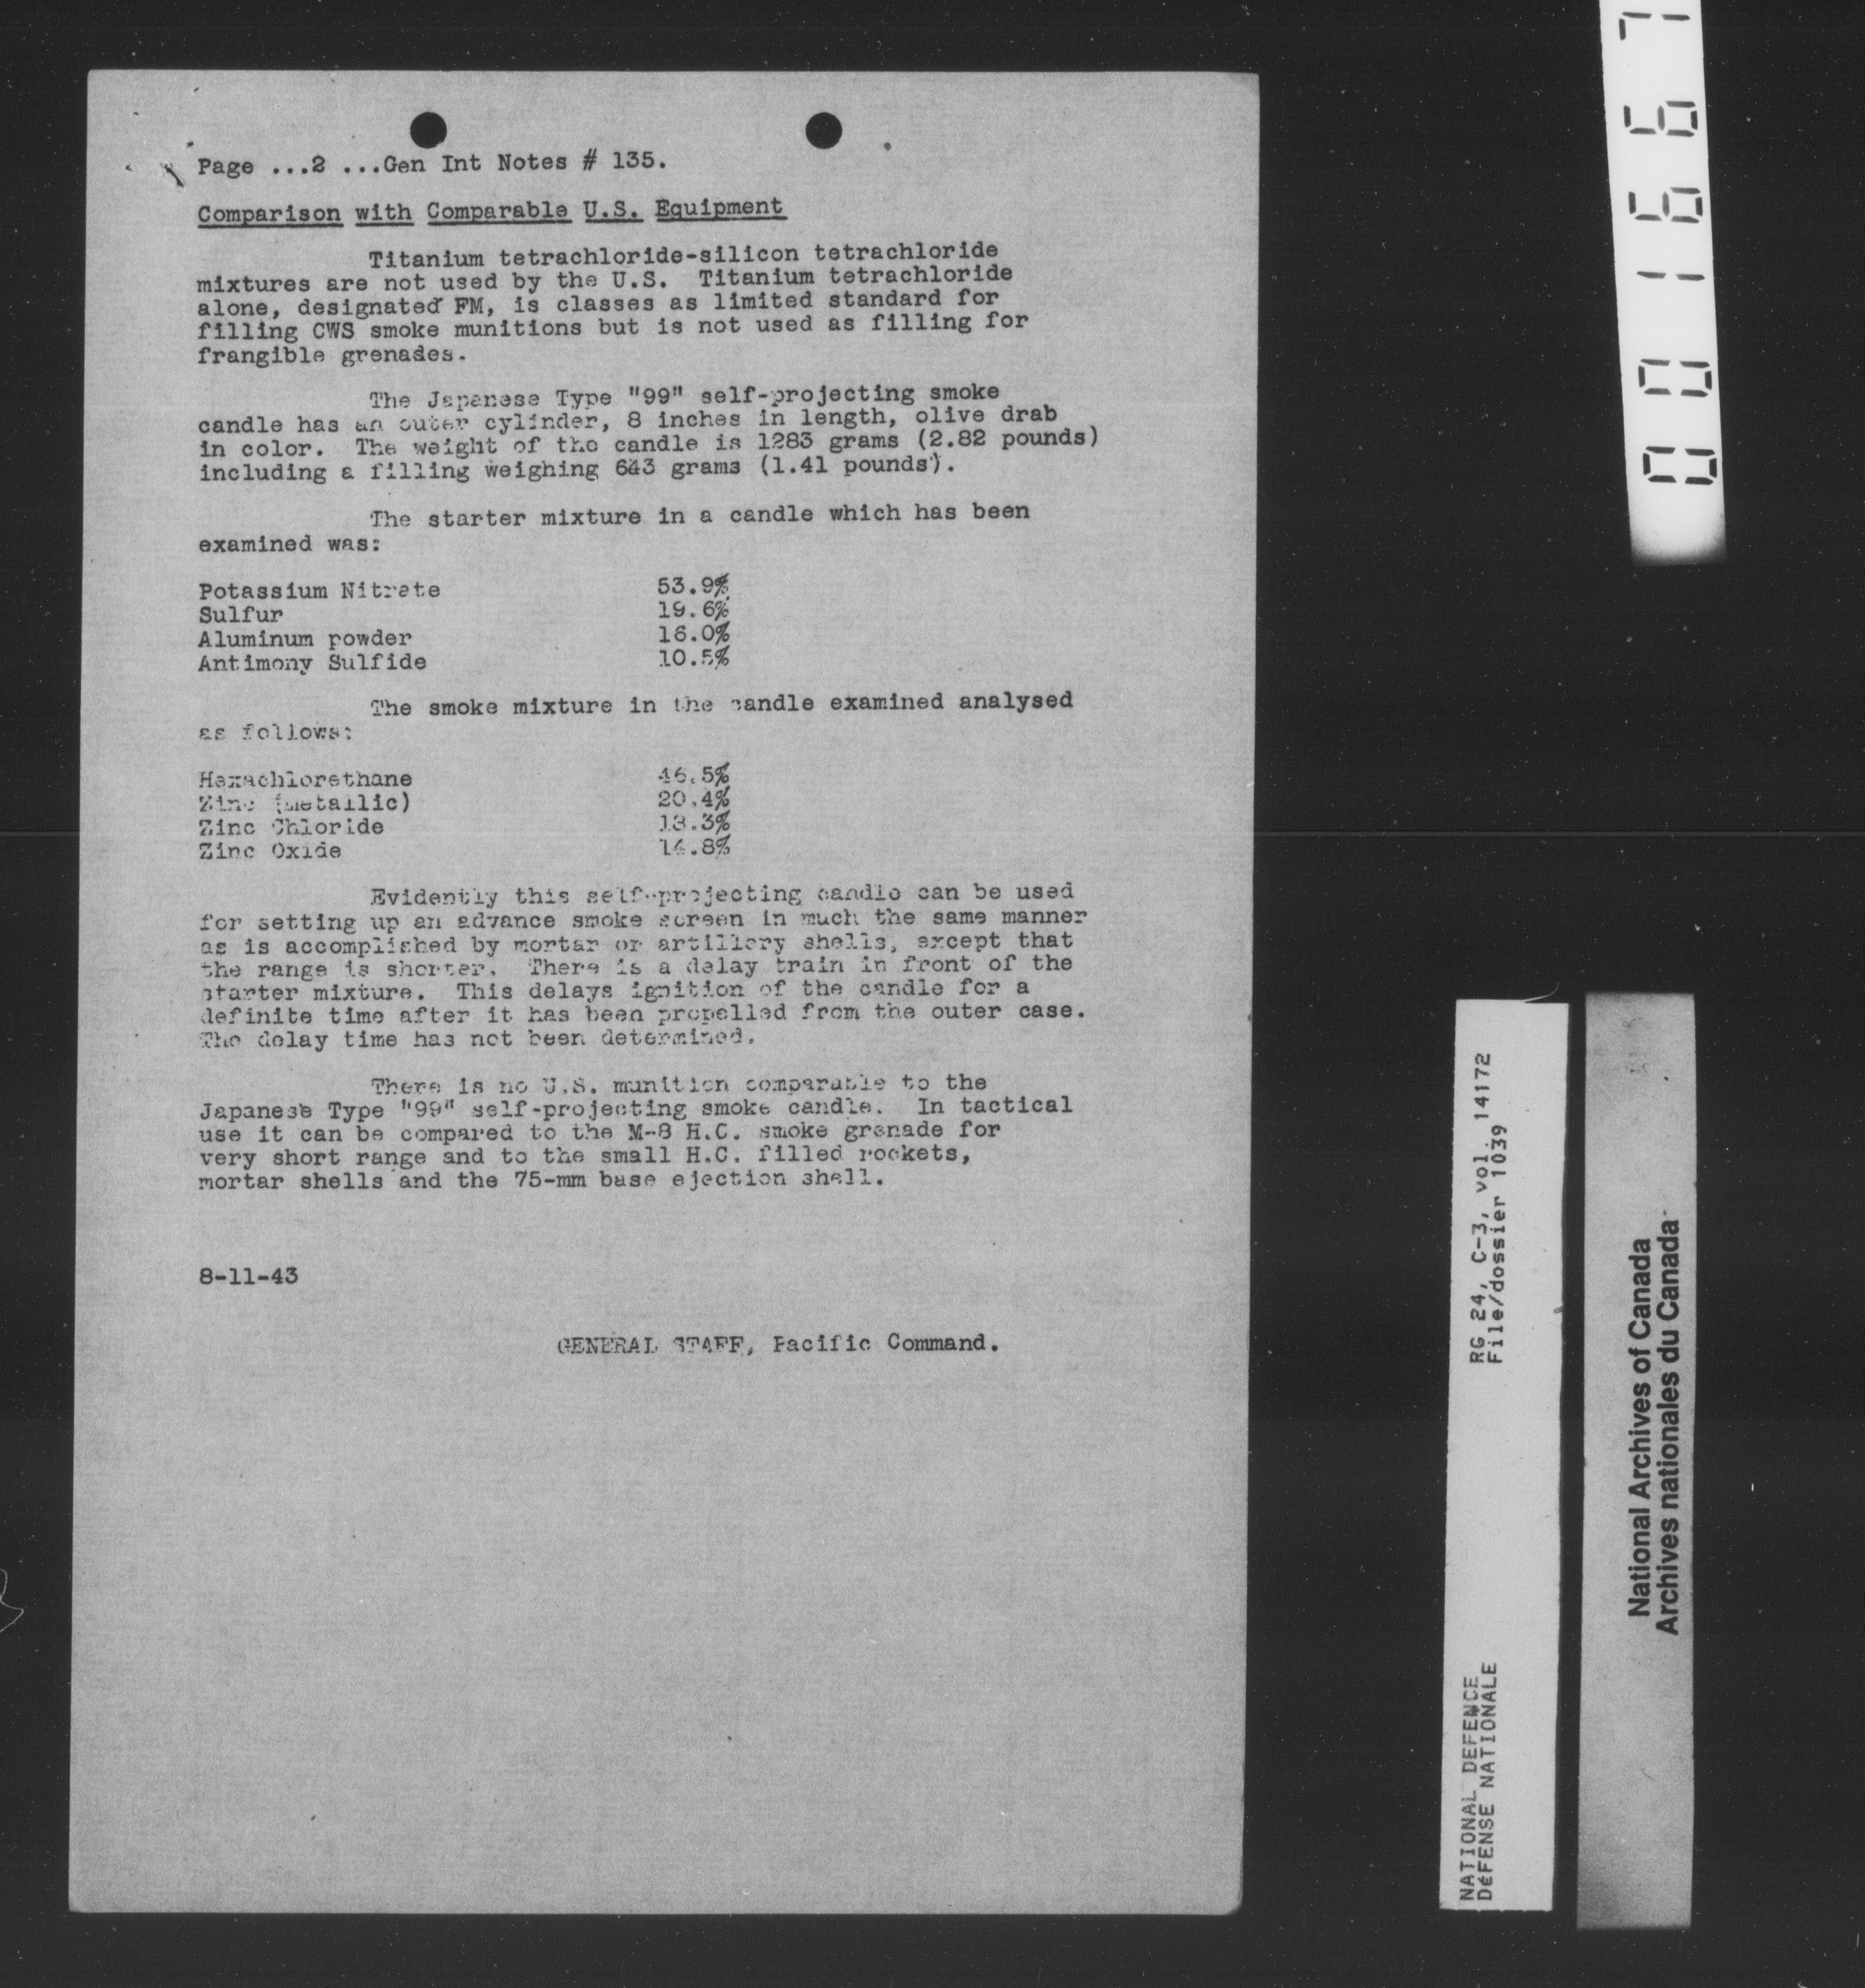 Page ...2 ...Gen Int Notes # 135.
Comparison with Comparable U.S. Equipment
Titanium tetrachloride-silicon tetrachloride
mixtures are not used by the U.S. Titanium tetrachloride
alone, designated FM, is classes as limited standard for
filling CWS smoke munitions but is not used as filling for
frangible grenades.
The Japanese Type "99" self-projecting smoke
candle has an outer cylinder, 8 inches in length, olive drab
in color. The weight of the candle is 1283 grams (2.82 pounds)
including a filling weighing 643 grams (1.41 pounds).
The starter mixture in a candle which has been
examined was:
Potassium Nitrate 53.9%
Sulfur 19.6%
Aluminum powder 16.0%
Antimony Sulfide 10.5%
The smoke mixture in the candle examined analysed
as follows:
Hexachlorethane 46.5%
Zinc (metallic) 20.4%
Zinc Chloride
Zinc Oxide 14.8%
Evidently this self-projecting candle can be used
for setting up an advance smoke screen in much the same manner
as is accomplished by mortar or artillery shells, except that
the range is shorter. There is a delay train in front of the
starter mixture. This delays ignition of the candle for a
definite time after it has been propelled from the outer case.
The delay time has not been determined.
There is no U.S. munition comparable to the
Japanese Type "99" self-projecting smoke candle. In tactical
use it can be compared to the M-8 H.C. smoke grenade for
very short range and to the small H.C. filled rockets,
mortar shells and the 75-mm base ejection shell.
8-11-43
GENERAL STAFF, Pacific Command.
001667
RG 24, C-3, vol. 14172
File/dossier 1039
NATIONAL DEFENCE
DéFENSE NATIONALE
National Archives of Canada
Archives nationales du Canada